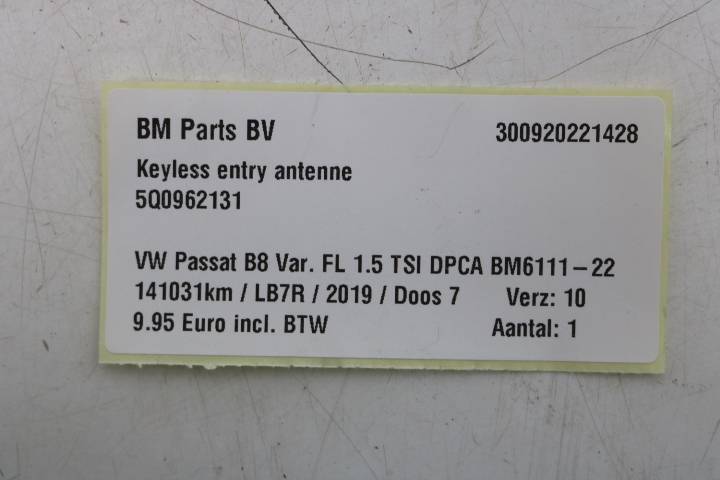 BM Parts BV 300920221428
Keyless entry antenne
5Q0962131
VW Passat B8 Var. FL 1.5 TSI DPCA BM6111-22
141031km / LB7R / 2019 / Doos 7 Verz: 10
9.95 Euro incl. BTW Aantal: 1